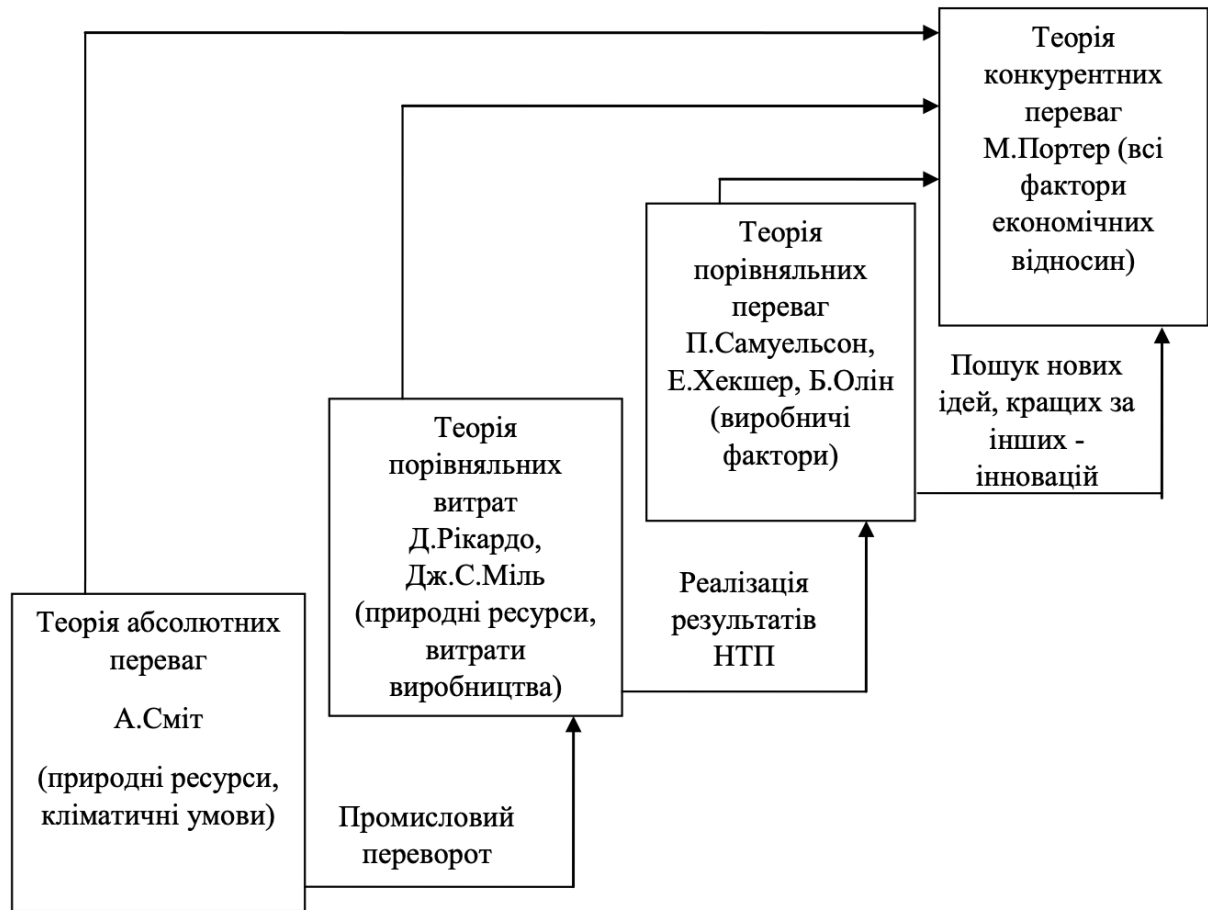 Теорія
конкурентних
переваг
М.Портер (всі
фактори
економічних
відносин)
Теорія
порівняльних
переваг
П.Самуельсон,
Е.Хекшер, Б.Олін
(виробничі
фактори)
Пошук нових
ідей, кращих за
інших -
інновацій
Теорія
порівняльних
витрат
Д.Рікардо,
Дж.С.Міль
(природні ресурси,
витрати
виробництва)
Реалізація
результатів
НТП
Теорія абсолютних
переваг
А.Сміт
(природні ресурси,
кліматичні умови)
Промисловий
переворот